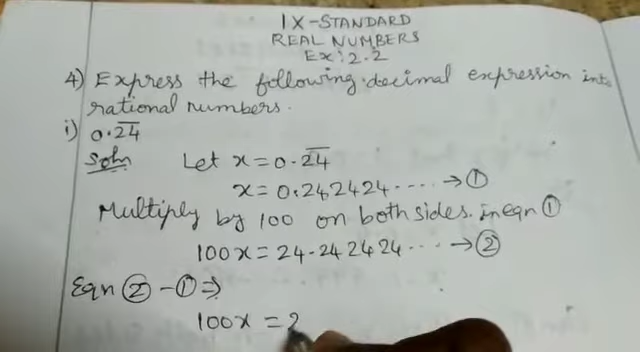 IX-STANDARD
REAL NUMBERS
Ex: 2.2
4) Express the following decimal expression into
rational numbers.
i) 0.2̅4̅
Soln Let x = 0.2̅4̅
x = 0.242424..... → ①
Multiply by 100 on both sides. in eqn ①
100x = 24.242424... → ②
Eqn ② - ① ⇒
100x = 2